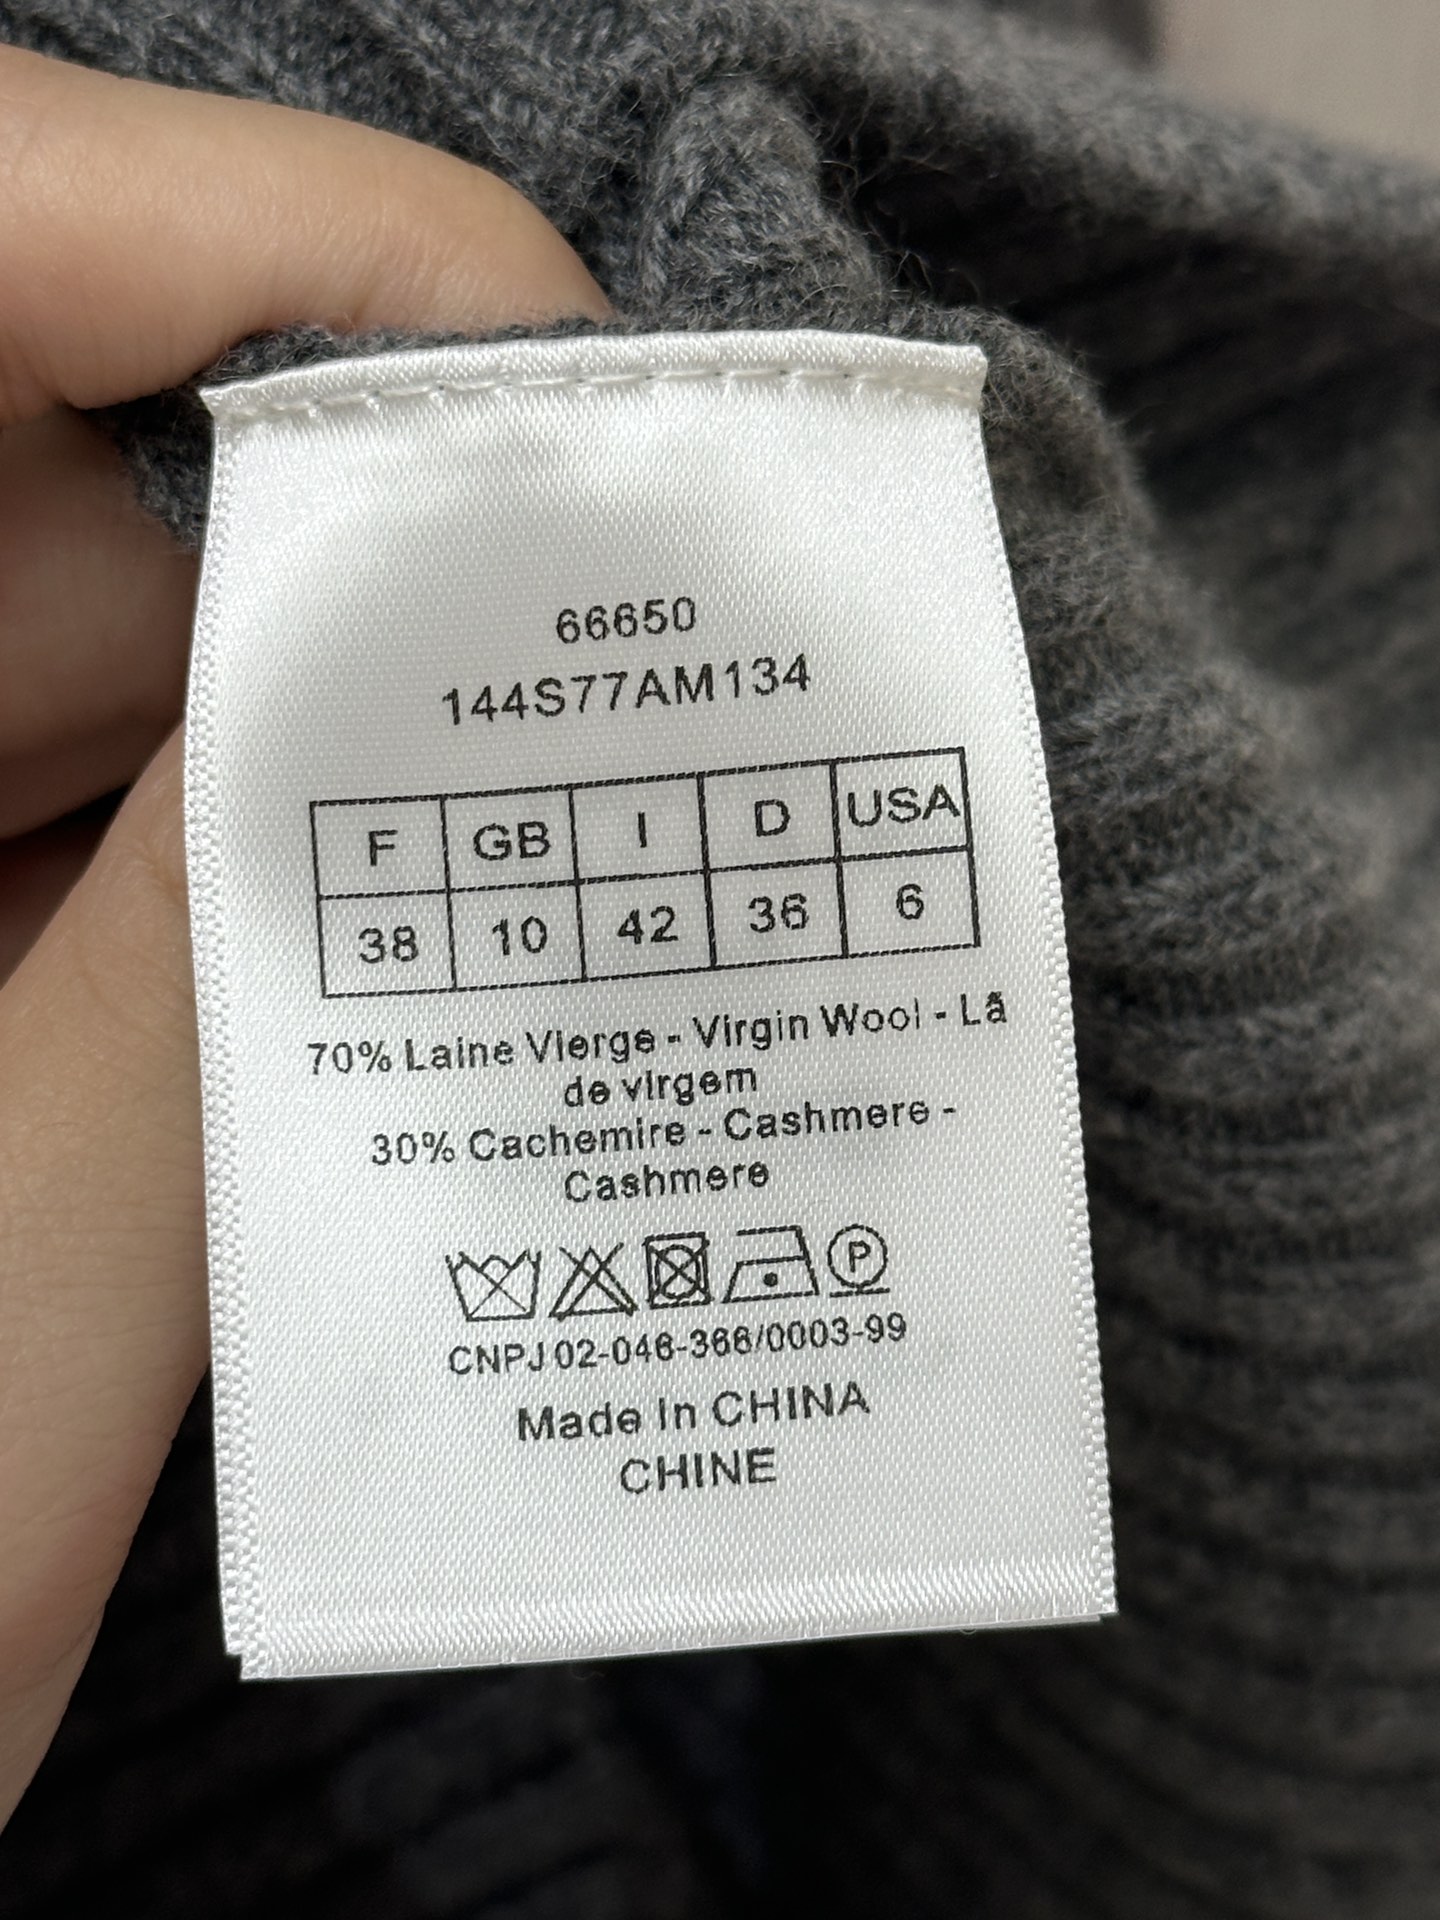 66650
144S77AM134
F GB I D USA
38 10 42 36 6
70% Laine Vierge - Virgin Wool - Lã
de virgem
30% Cachemire - Cashmere -
Cashmere
P
CNPJ 02-046-366/0003-99
Made In CHINA
CHINE